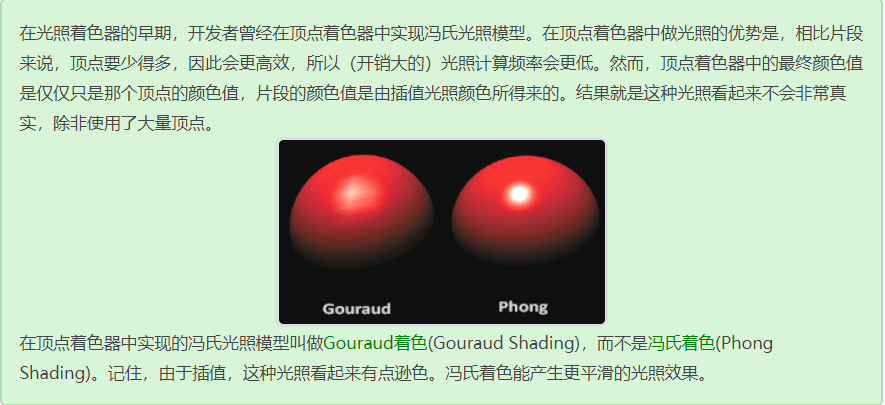 在光照着色器的早期，开发者曾经在顶点着色器中实现冯氏光照模型。在顶点着色器中做光照的优势是，相比片段
来说，顶点要少得多，因此会更高效，所以（开销大的）光照计算频率会更低。然而，顶点着色器中的最终颜色值
是仅仅只是那个顶点的颜色值，片段的颜色值是由插值光照颜色所得来的。结果就是这种光照看起来不会非常真
实，除非使用了大量顶点。
Gouraud
Phong
在顶点着色器中实现的冯氏光照模型叫做Gouraud着色(Gouraud Shading)，而不是冯氏着色(Phong
Shading)。记住，由于插值，这种光照看起来有点逊色。冯氏着色能产生更平滑的光照效果。